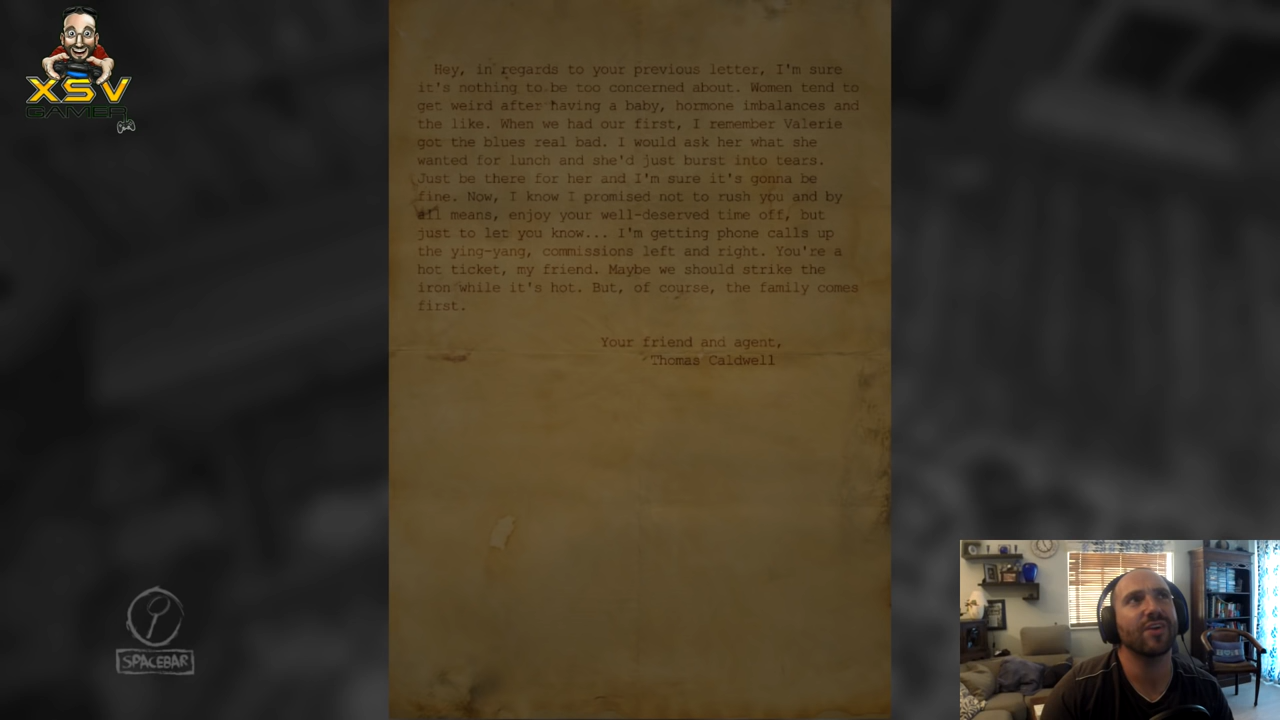 XSV
GAMER
Hey, in regards to your previous letter, I'm sure
it's nothing to be too concerned about. Women tend to
get weird after having a baby, hormone imbalances and
the like. When we had our first, I remember Valerie
got the blues real bad. I would ask her what she
wanted for lunch and she'd just burst into tears.
Just be there for her and I'm sure it's gonna be
fine. Now, I know I promised not to rush you and by
all means, enjoy your well-deserved time off, but
just to let you know... I'm getting phone calls up
the ying-yang, commissions left and right. You're a
hot ticket, my friend. Maybe we should strike the
iron while it's hot. But, of course, the family comes
first.
Your friend and agent,
Thomas Caldwell
SPACEBAR